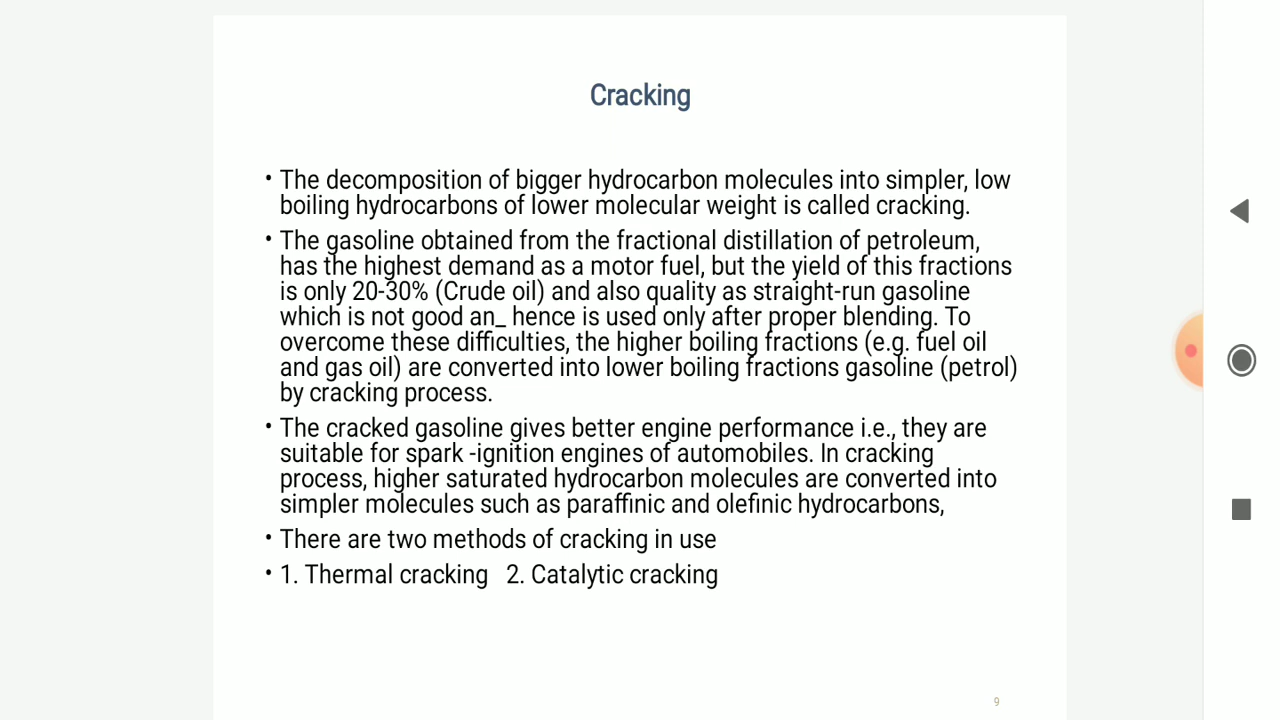 Cracking
• The decomposition of bigger hydrocarbon molecules into simpler, low
boiling hydrocarbons of lower molecular weight is called cracking.
• The gasoline obtained from the fractional distillation of petroleum,
has the highest demand as a motor fuel, but the yield of this fractions
is only 20-30% (Crude oil) and also quality as straight-run gasoline
which is not good an_ hence is used only after proper blending. To
overcome these difficulties, the higher boiling fractions (e.g. fuel oil
and gas oil) are converted into lower boiling fractions gasoline (petrol)
by cracking process.
• The cracked gasoline gives better engine performance i.e., they are
suitable for spark -ignition engines of automobiles. In cracking
process, higher saturated hydrocarbon molecules are converted into
simpler molecules such as paraffinic and olefinic hydrocarbons,
• There are two methods of cracking in use
• 1. Thermal cracking 2. Catalytic cracking
9